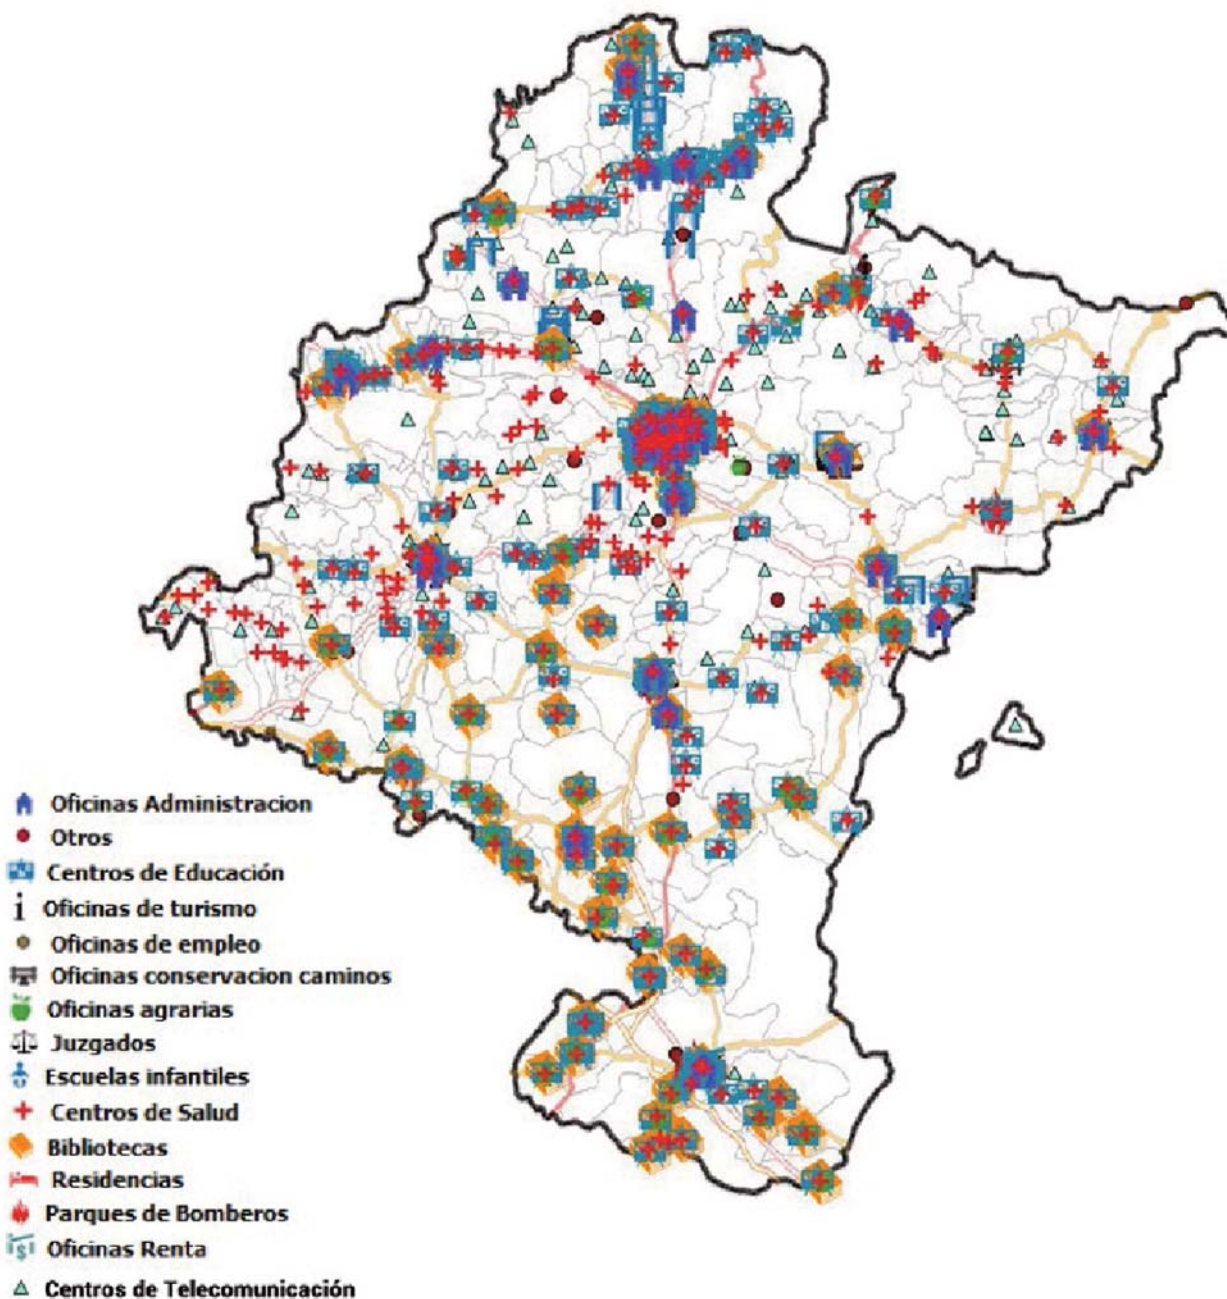 Oficinas Administracion
Otros
Centros de Educación
Oficinas de turismo
Oficinas de empleo
Oficinas conservacion caminos
Oficinas agrarias
Juzgados
Escuelas infantiles
Centros de Salud
Bibliotecas
Residencias
Parques de Bomberos
Oficinas Renta
Centros de Telecomunicación